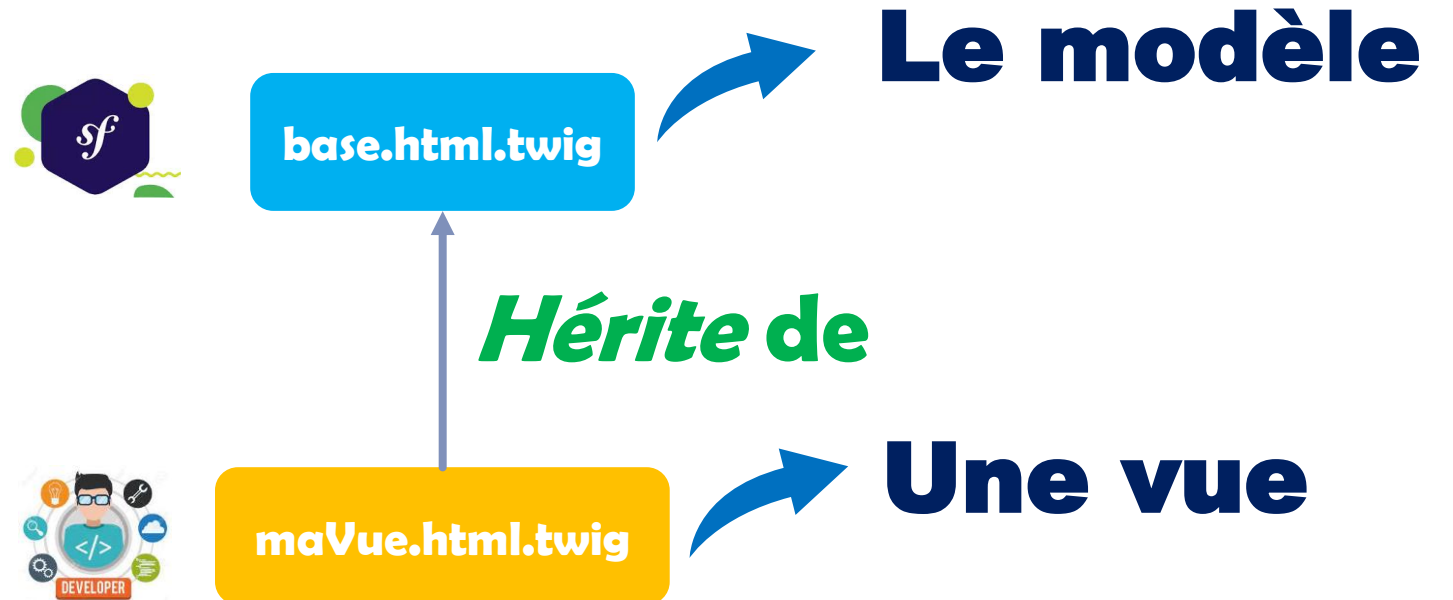 Le modèle
sf
base.html.twig
Hérite de
Une vue
maVue.html.twig
</>
DEVELOPER